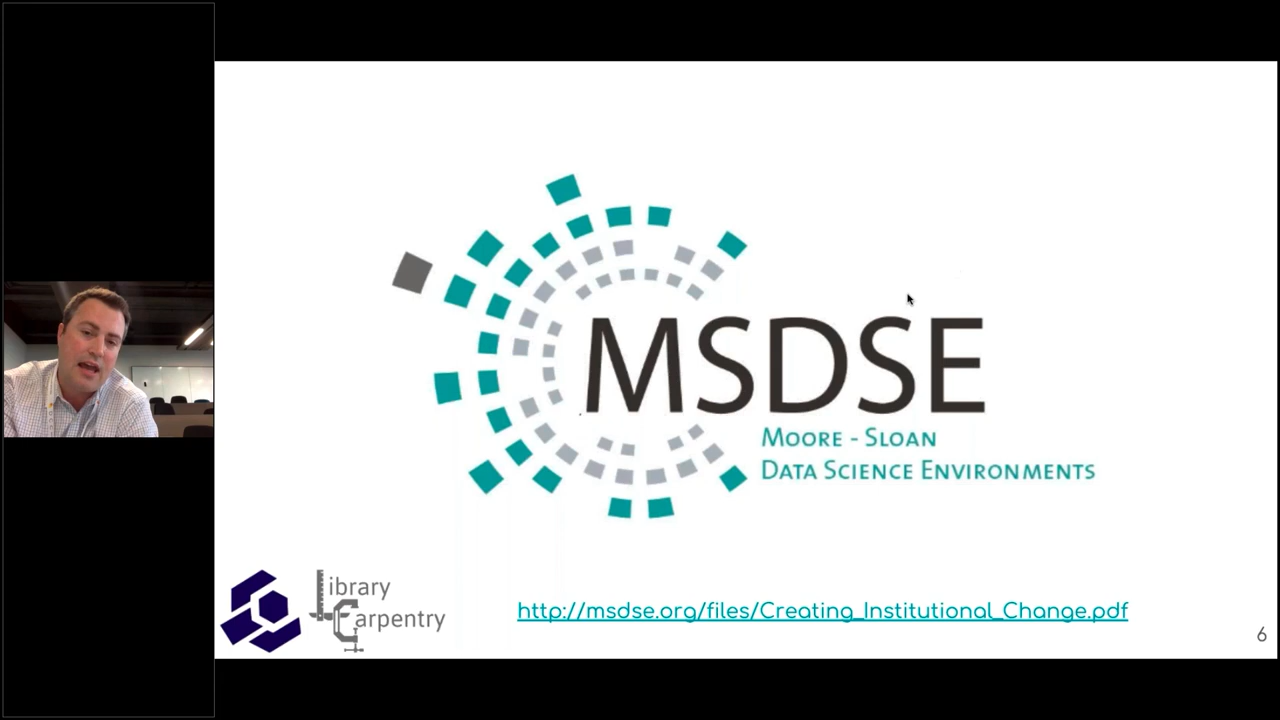 MSDSE
MOORE - SLOAN
DATA SCIENCE ENVIRONMENTS
Library
Carpentry
http://msdse.org/files/Creating_Institutional_Change.pdf
6